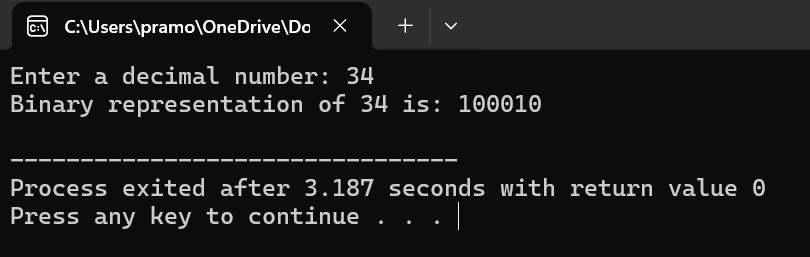 C:\Users\pramo\OneDrive\Do
Enter a decimal number: 34
Binary representation of 34 is: 100010
--------------------------------
Process exited after 3.187 seconds with return value 0
Press any key to continue . . .